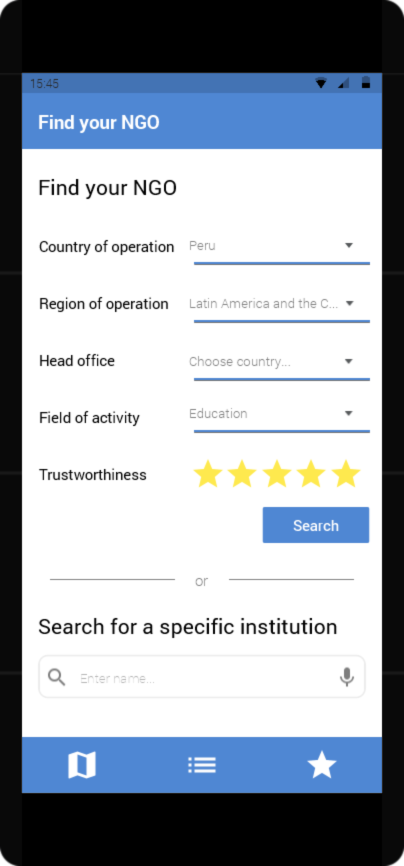 15:45
Find your NGO
Find your NGO
Country of operation Peru
Region of operation Latin America and the C...
Head office Choose country...
Field of activity Education
Trustworthiness
Search
or
Search for a specific institution
Enter name...